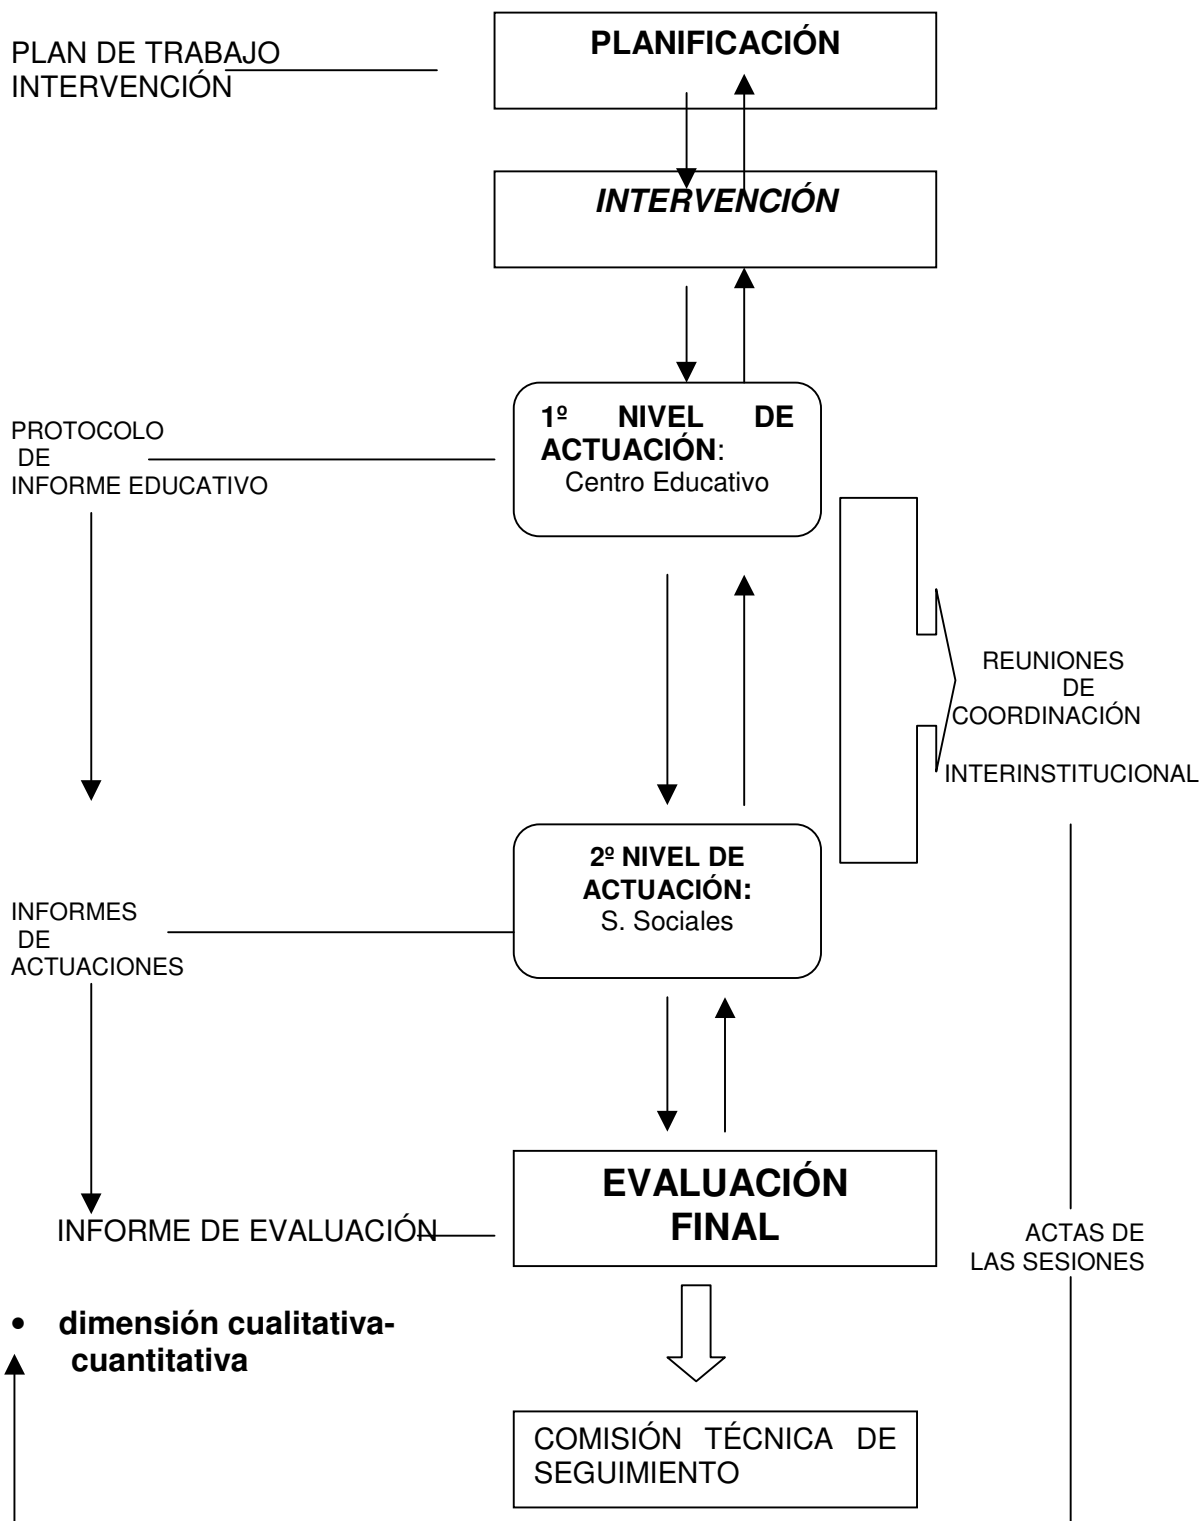 PLAN DE TRABAJO
INTERVENCIÓN
PLANIFICACIÓN
INTERVENCIÓN
PROTOCOLO
DE
INFORME EDUCATIVO
1º NIVEL DE
ACTUACIÓN:
Centro Educativo
REUNIONES
DE
COORDINACIÓN
INTERINSTITUCIONAL
2º NIVEL DE
ACTUACIÓN:
S. Sociales
INFORMES
DE
ACTUACIONES
INFORME DE EVALUACIÓN
EVALUACIÓN
FINAL
ACTAS DE
LAS SESIONES
• dimensión cualitativa-
cuantitativa
COMISIÓN TÉCNICA DE
SEGUIMIENTO